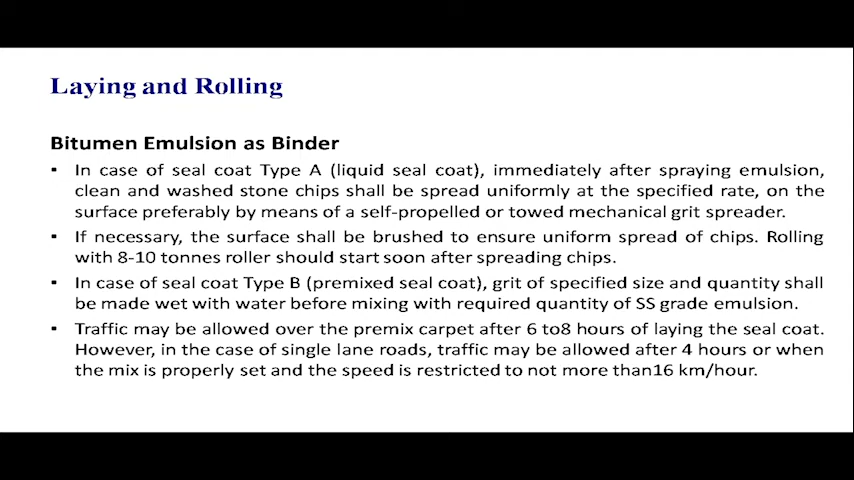 Laying and Rolling
Bitumen Emulsion as Binder
▪ In case of seal coat Type A (liquid seal coat), immediately after spraying emulsion,
clean and washed stone chips shall be spread uniformly at the specified rate, on the
surface preferably by means of a self-propelled or towed mechanical grit spreader.
▪ If necessary, the surface shall be brushed to ensure uniform spread of chips. Rolling
with 8-10 tonnes roller should start soon after spreading chips.
▪ In case of seal coat Type B (premixed seal coat), grit of specified size and quantity shall
be made wet with water before mixing with required quantity of SS grade emulsion.
▪ Traffic may be allowed over the premix carpet after 6 to8 hours of laying the seal coat.
However, in the case of single lane roads, traffic may be allowed after 4 hours or when
the mix is properly set and the speed is restricted to not more than16 km/hour.